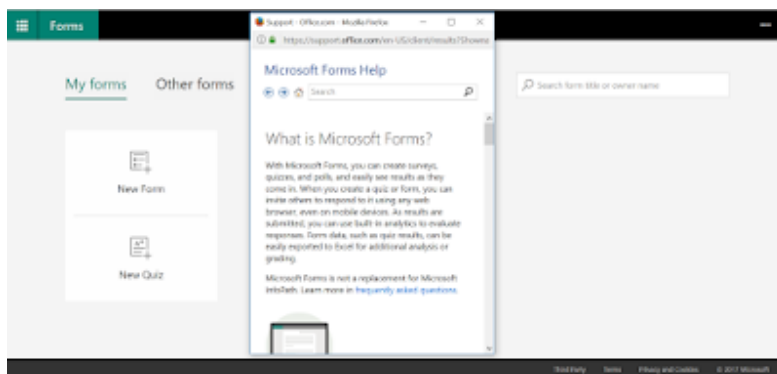 Forms
Support - Office.com - Mozilla Firefox
https://support.office.com/en-US/client/results?Showna
Microsoft Forms Help
Search
My forms
Other forms
Search form title or owner name
New Form
New Quiz
What is Microsoft Forms?
With Microsoft Forms, you can create surveys,
quizzes, and polls, and easily see results as they
come in. When you create a quiz or form, you can
invite others to respond to it using any web
browser, even on mobile devices. As results are
submitted, you can use built-in analytics to evaluate
responses. Form data, such as quiz results, can be
easily exported to Excel for additional analysis or
grading.
Microsoft Forms is not a replacement for Microsoft
InfoPath. Learn more in frequently asked questions.
Third Party
Terms
Privacy and Cookies
© 2017 Microsoft